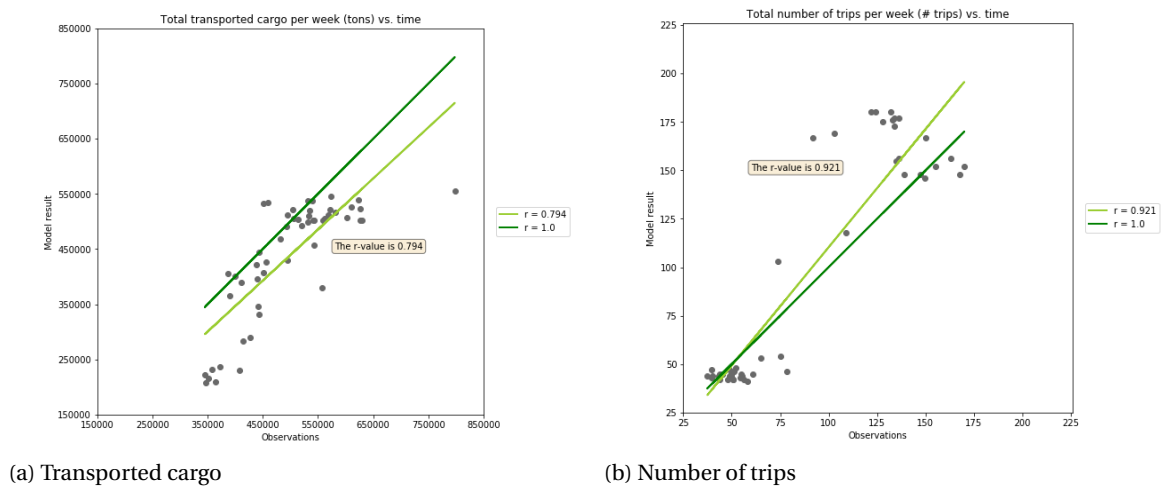 Total transported cargo per week (tons) vs. time
850000
750000
650000
550000
450000
350000
250000
150000
Model result
150000 250000 350000 450000 550000 650000 750000 850000
Observations
The r-value is 0.794
r = 0.794
r = 1.0
(a) Transported cargo
Total number of trips per week (# trips) vs. time
225
200
175
150
125
100
75
50
25
Model result
25 50 75 100 125 150 175 200 225
Observations
The r-value is 0.921
r = 0.921
r = 1.0
(b) Number of trips